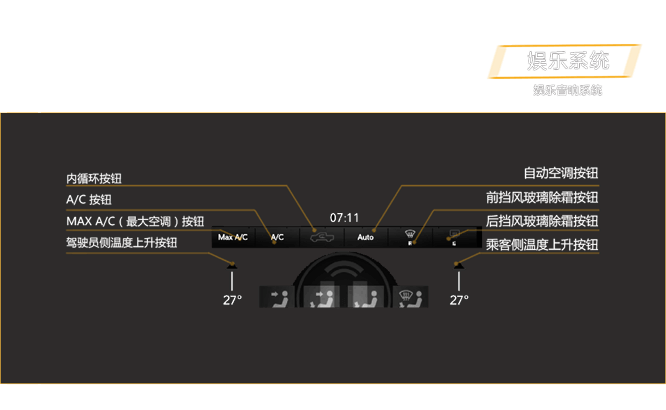 娱乐系统
娱乐音响系统
内循环按钮
A/C 按钮
MAX A/C（最大空调）按钮
驾驶员侧温度上升按钮
自动空调按钮
前挡风玻璃除霜按钮
后挡风玻璃除霜按钮
乘客侧温度上升按钮
07:11
Max A/C
A/C
Auto
27°
27°